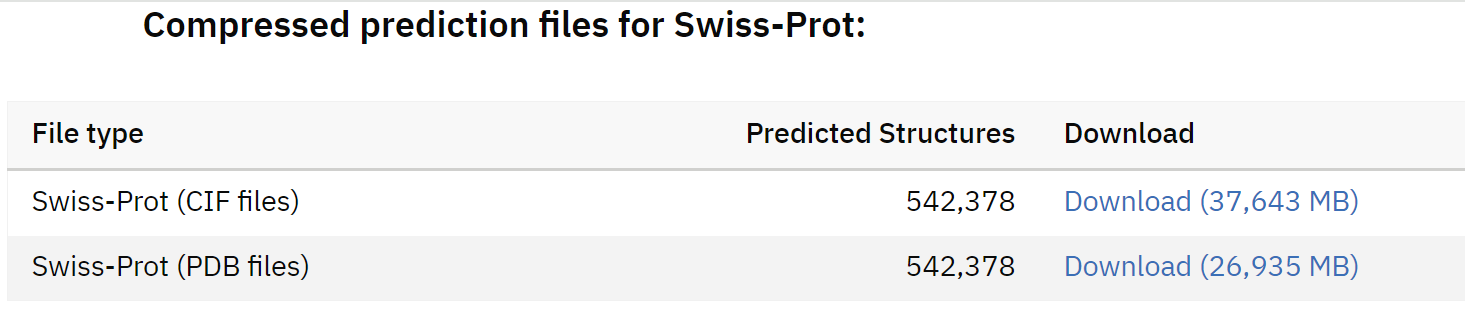 Compressed prediction files for Swiss-Prot:
File type Predicted Structures Download
Swiss-Prot (CIF files) 542,378 Download (37,643 MB)
Swiss-Prot (PDB files) 542,378 Download (26,935 MB)